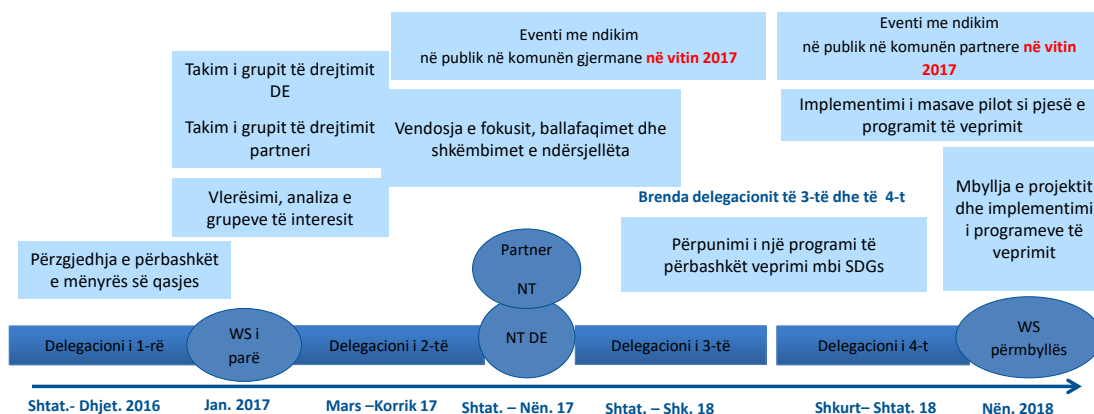 Eventi me ndikim
në publik në komunën gjermane në vitin 2017
Eventi me ndikim
në publik në komunën partnere në vitin
2017
Takim i grupit të drejtimit
DE
Takim i grupit të drejtimit
partneri
Vendosja e fokusit, ballafaqimet dhe
shkëmbimet e ndërsjellëta
Implementimi i masave pilot si pjesë e
programit të veprimit
Vlerësimi, analiza e
grupeve të interesit
Brenda delegacionit të 3-të dhe të 4-t
Mbyllja e projektit
dhe implementimi
i programeve të
veprimit
Përzgjedhja e përbashkët
e mënyrës së qasjes
Përpunimi i një programi të
përbashkët veprimi mbi SDGs
Partner
NT
Delegacioni i 1-rë
WS i
parë
Delegacioni i 2-të
NT DE
Delegacioni i 3-të
Delegacioni i 4-t
WS
përmbyllës
Shtat.- Dhjet. 2016
Jan. 2017
Mars –Korrik 17
Shtat. – Nën. 17
Shtat. – Shk. 18
Shkurt– Shtat. 18
Nën. 2018